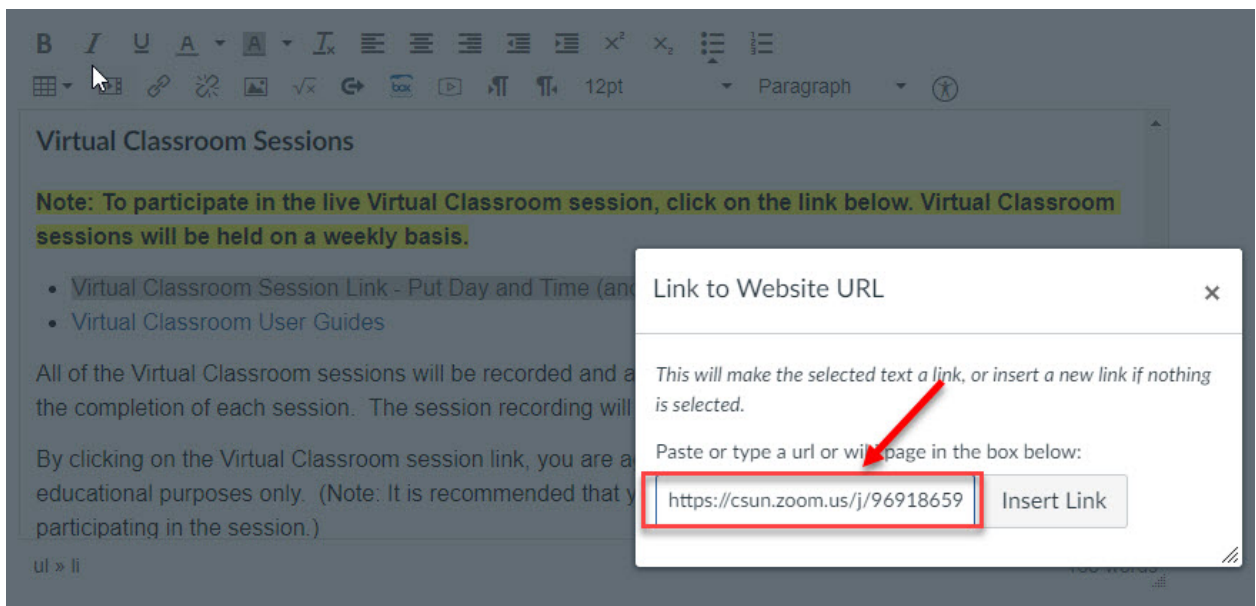 B I U A A Tx x² x₂
box 12pt Paragraph
Virtual Classroom Sessions
Note: To participate in the live Virtual Classroom session, click on the link below. Virtual Classroom
sessions will be held on a weekly basis.
Virtual Classroom Session Link - Put Day and Time (and
Virtual Classroom User Guides
All of the Virtual Classroom sessions will be recorded and a
the completion of each session. The session recording will
By clicking on the Virtual Classroom session link, you are a
educational purposes only. (Note: It is recommended that y
participating in the session.)
ul » li
words
Link to Website URL
×
This will make the selected text a link, or insert a new link if nothing
is selected.
Paste or type a url or wiki page in the box below:
https://csun.zoom.us/j/96918659
Insert Link